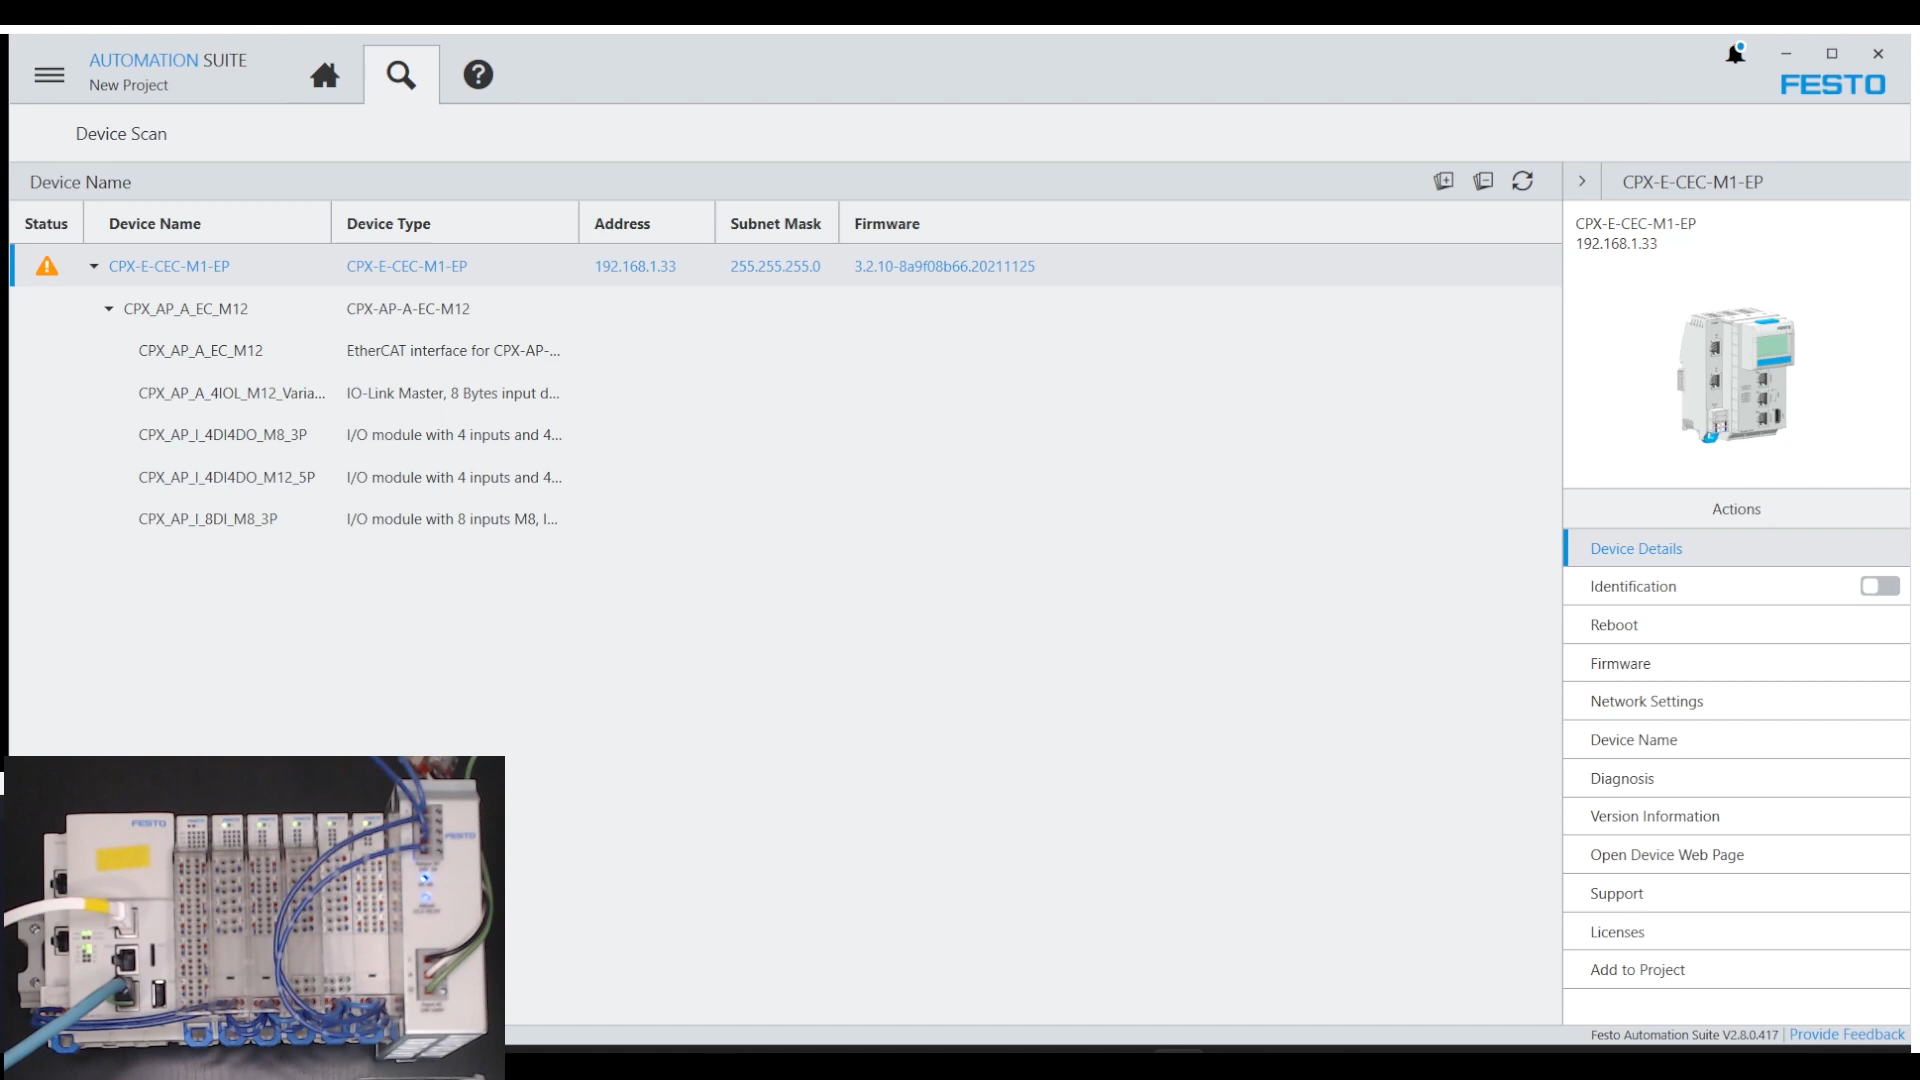 AUTOMATION SUITE
New Project
FESTO
Device Scan
Device Name
CPX-E-CEC-M1-EP
Status Device Name Device Type Address Subnet Mask Firmware
CPX-E-CEC-M1-EP CPX-E-CEC-M1-EP 192.168.1.33 255.255.255.0 3.2.10-8a9f08b66.20211125
CPX_AP_A_EC_M12 CPX-AP-A-EC-M12
CPX_AP_A_EC_M12 EtherCAT interface for CPX-AP-...
CPX_AP_A_4IOL_M12_Varia... IO-Link Master, 8 Bytes input d...
CPX_AP_I_4DI4DO_M8_3P I/O module with 4 inputs and 4...
CPX_AP_I_4DI4DO_M12_5P I/O module with 4 inputs and 4...
CPX_AP_I_8DI_M8_3P I/O module with 8 inputs M8, I...
CPX-E-CEC-M1-EP
192.168.1.33
Actions
Device Details
Identification
Reboot
Firmware
Network Settings
Device Name
Diagnosis
Version Information
Open Device Web Page
Support
Licenses
Add to Project
Festo Automation Suite V2.8.0.417 | Provide Feedback
FESTO
FESTO